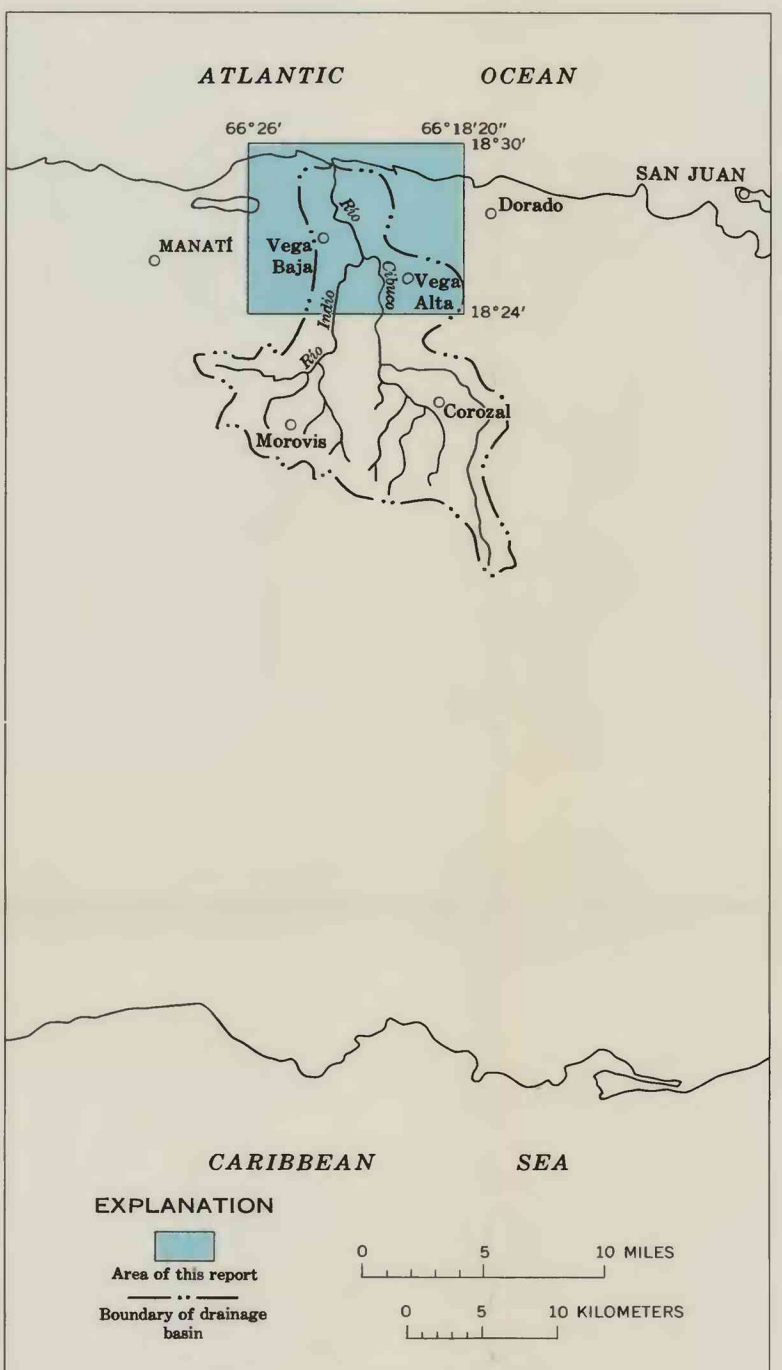 ATLANTIC OCEAN
66°26' 66°18'20"
18°30'
SAN JUAN
Dorado
Río
MANATÍ
Vega
Baja
Cibuco
Vega
Alta
Indio
18°24'
Río
Corozal
Morovis
CARIBBEAN SEA
EXPLANATION
Area of this report
Boundary of drainage
basin
0 5 10 MILES
0 5 10 KILOMETERS